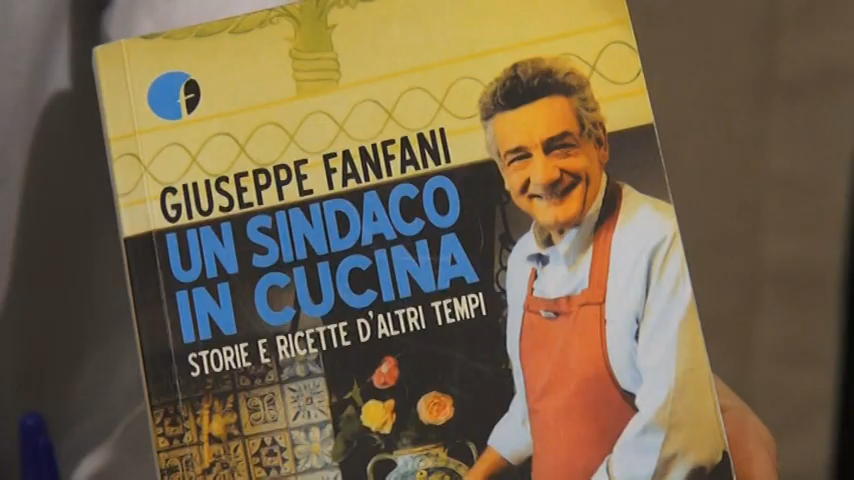 f
GIUSEPPE FANFANI
UN SINDACO
IN CUCINA
STORIE E RICETTE D'ALTRI TEMPI